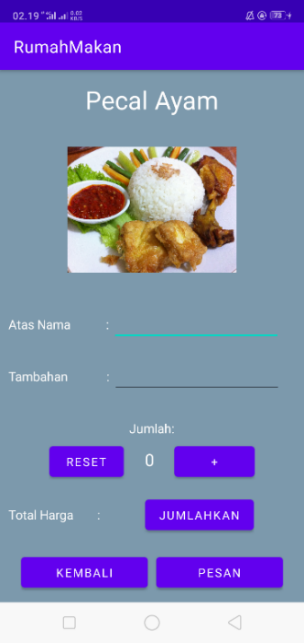 02.19
RumahMakan
Pecal Ayam
Atas Nama :
Tambahan :
Jumlah:
RESET 0 +
Total Harga : JUMLAHKAN
KEMBALI PESAN